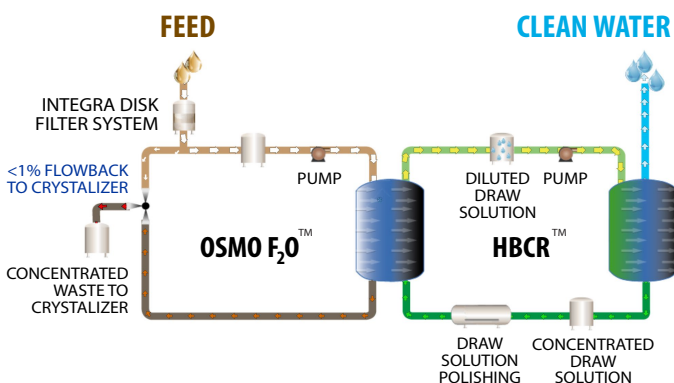 FEED
CLEAN WATER
INTEGRA DISK
FILTER SYSTEM
<1% FLOWBACK
TO CRYSTALIZER
PUMP
DILUTED
DRAW
SOLUTION
PUMP
OSMO F₂O™
HBCR™
CONCENTRATED
WASTE TO
CRYSTALIZER
DRAW
SOLUTION
POLISHING
CONCENTRATED
DRAW
SOLUTION